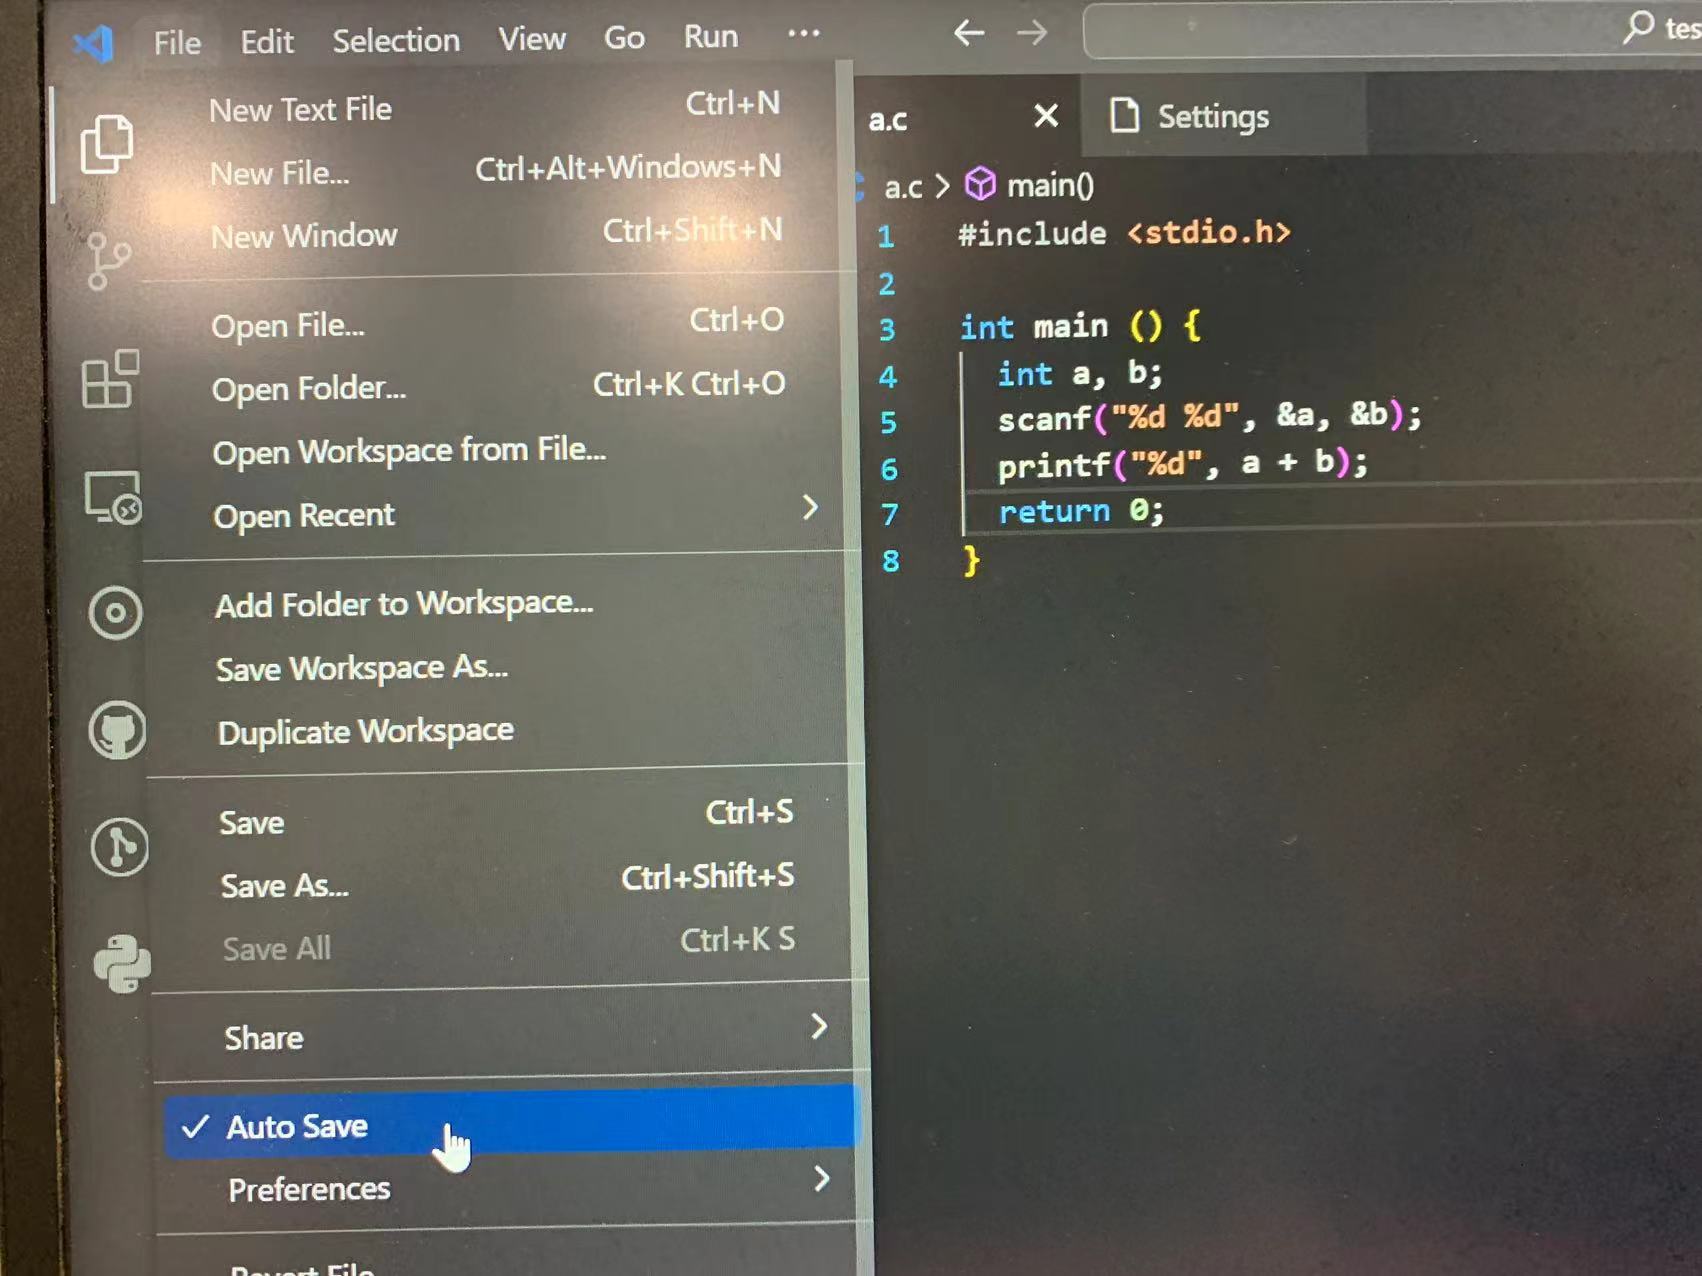 File Edit Selection View Go Run ...
tes
New Text File Ctrl+N
New File... Ctrl+Alt+Windows+N
New Window Ctrl+Shift+N
Open File... Ctrl+O
Open Folder... Ctrl+K Ctrl+O
Open Workspace from File...
Open Recent
Add Folder to Workspace...
Save Workspace As...
Duplicate Workspace
Save Ctrl+S
Save As... Ctrl+Shift+S
Save All Ctrl+K S
Share
Auto Save
Preferences
Revert File
a.c Settings
a.c > main()
1 #include <stdio.h>
2
3 int main () {
4 int a, b;
5 scanf("%d %d", &a, &b);
6 printf("%d", a + b);
7 return 0;
8 }